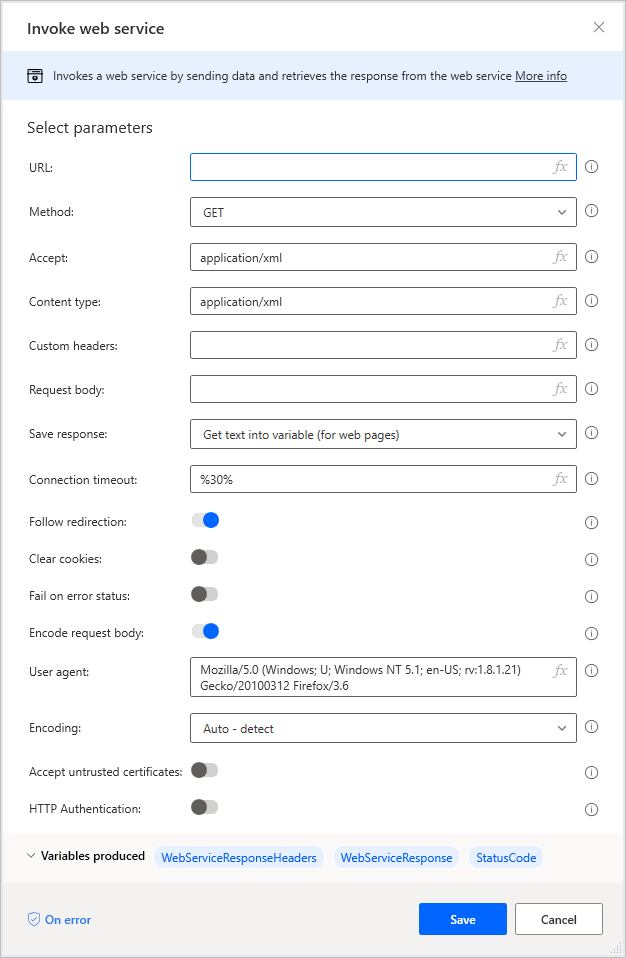 Invoke web service
Invokes a web service by sending data and retrieves the response from the web service More info
Select parameters
URL: fx
Method: GET
Accept: application/xml fx
Content type: application/xml fx
Custom headers: fx
Request body: fx
Save response: Get text into variable (for web pages)
Connection timeout: %30% fx
Follow redirection:
Clear cookies:
Fail on error status:
Encode request body:
User agent: Mozilla/5.0 (Windows; U; Windows NT 5.1; en-US; rv:1.8.1.21) fx
Gecko/20100312 Firefox/3.6
Encoding: Auto - detect
Accept untrusted certificates:
HTTP Authentication:
Variables produced WebServiceResponseHeaders WebServiceResponse StatusCode
On error Save Cancel